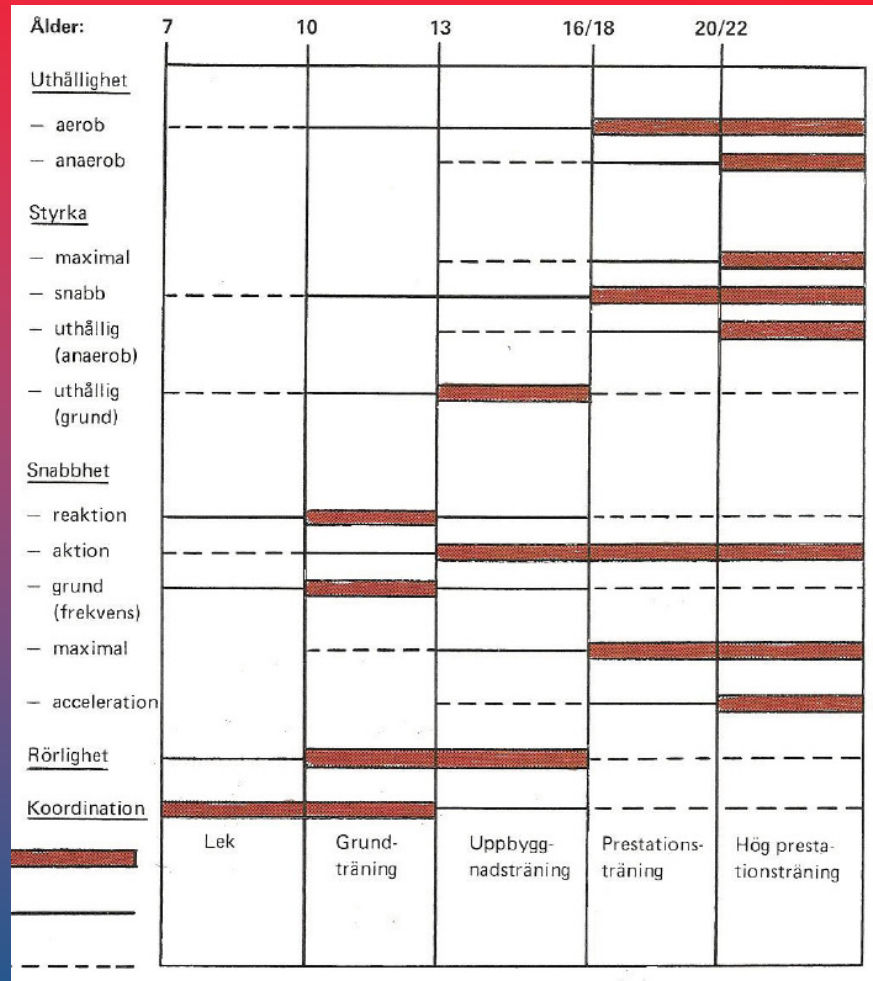 Ålder: 7 10 13 16/18 20/22
Uthållighet
– aerob
– anaerob
Styrka
– maximal
– snabb
– uthållig
(anaerob)
– uthållig
(grund)
Snabbhet
– reaktion
– aktion
– grund
(frekvens)
– maximal
– acceleration
Rörlighet
Koordination
Lek
Grund-
träning
Uppbygg-
nadsträning
Prestations-
träning
Hög presta-
tionsträning